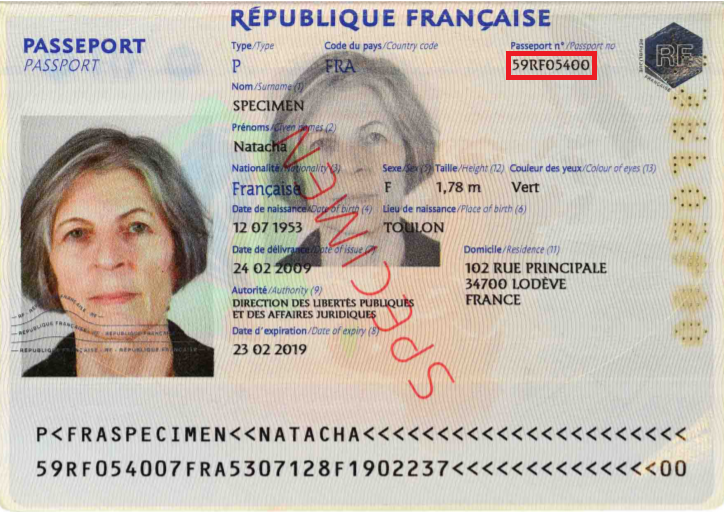 RÉPUBLIQUE FRANÇAISE
PASSEPORT
PASSPORT
Type/Type
Code du pays/Country code
Passeport n°/Passport no
P
FRA
59RF05400
Nom/Surname (1)
SPECIMEN
Prénoms/Given names (2)
Natacha
Nationalité/Nationality (3)
Sexe/Sex (5)
Taille/Height (12)
Couleur des yeux/Colour of eyes (13)
Française
F
1,78 m
Vert
Date de naissance/Date of birth (4)
Lieu de naissance/Place of birth (6)
12 07 1953
TOULON
Date de délivrance/Date of issue (7)
Domicile/Residence (11)
24 02 2009
102 RUE PRINCIPALE
34700 LODÈVE
FRANCE
Autorité/Authority (9)
DIRECTION DES LIBERTÉS PUBLIQUES
ET DES AFFAIRES JURIDIQUES
Date d'expiration/Date of expiry (8)
23 02 2019
SPECIMEN
RF
P<FRASPECIMEN<<NATACHA<<<<<<<<<<<<<<<<<<<<<
59RF054007FRA5307128F1902237<<<<<<<<<<<<<<00